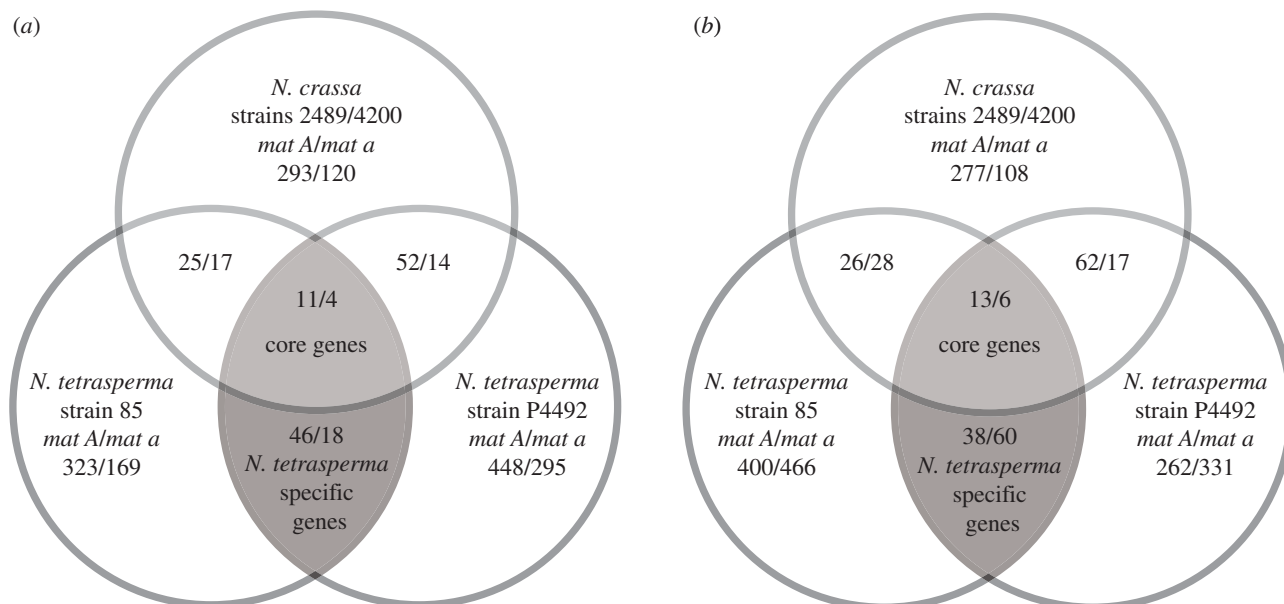 (a)
N. crassa
strains 2489/4200
mat A/mat a
293/120
25/17
52/14
11/4
core genes
N. tetrasperma
strain 85
mat A/mat a
323/169
46/18
N. tetrasperma
specific
genes
N. tetrasperma
strain P4492
mat A/mat a
448/295
(b)
N. crassa
strains 2489/4200
mat A/mat a
277/108
26/28
62/17
13/6
core genes
N. tetrasperma
strain 85
mat A/mat a
400/466
38/60
N. tetrasperma
specific
genes
N. tetrasperma
strain P4492
mat A/mat a
262/331